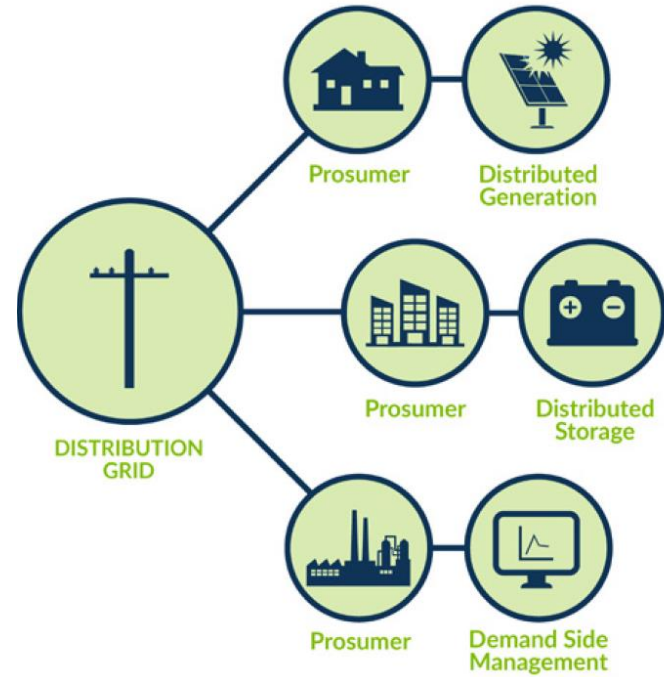 Prosumer
Distributed
Generation
DISTRIBUTION
GRID
Prosumer
Distributed
Storage
Prosumer
Demand Side
Management